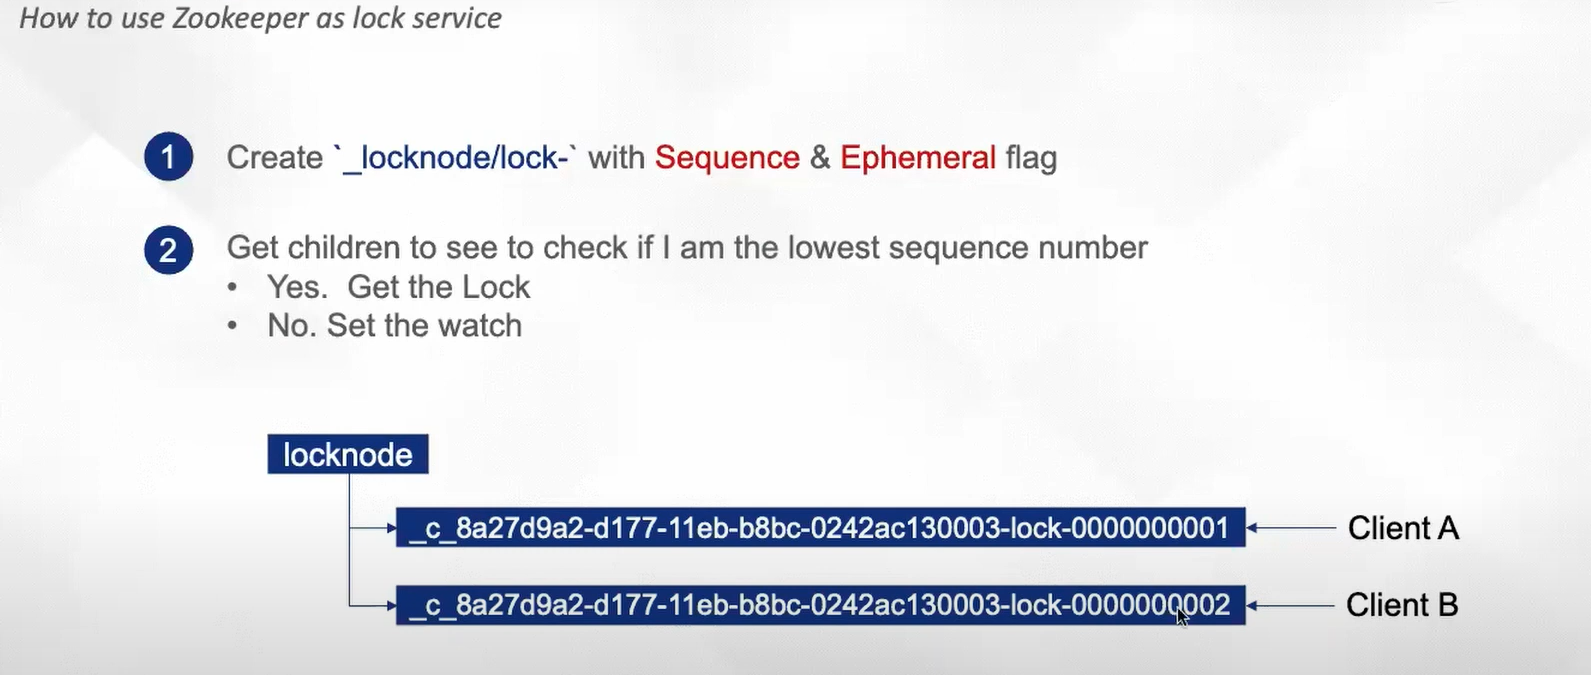 How to use Zookeeper as lock service
1 Create `_locknode/lock-` with Sequence & Ephemeral flag
2 Get children to see to check if I am the lowest sequence number
• Yes. Get the Lock
• No. Set the watch
locknode
_c_8a27d9a2-d177-11eb-b8bc-0242ac130003-lock-0000000001 Client A
_c_8a27d9a2-d177-11eb-b8bc-0242ac130003-lock-0000000002 Client B